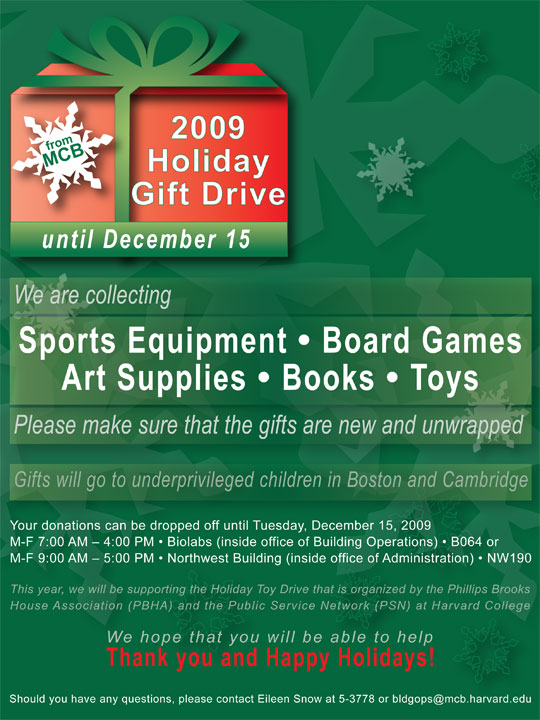 from
MCB
2009
Holiday
Gift Drive
until December 15
We are collecting
Sports Equipment • Board Games
Art Supplies • Books • Toys
Please make sure that the gifts are new and unwrapped
Gifts will go to underprivileged children in Boston and Cambridge
Your donations can be dropped off until Tuesday, December 15, 2009
M-F 7:00 AM – 4:00 PM • Biolabs (inside office of Building Operations) • B064 or
M-F 9:00 AM – 5:00 PM • Northwest Building (inside office of Administration) • NW190
This year, we will be supporting the Holiday Toy Drive that is organized by the Phillips Brooks
House Association (PBHA) and the Public Service Network (PSN) at Harvard College
We hope that you will be able to help
Thank you and Happy Holidays!
Should you have any questions, please contact Eileen Snow at 5-3778 or bldgops@mcb.harvard.edu